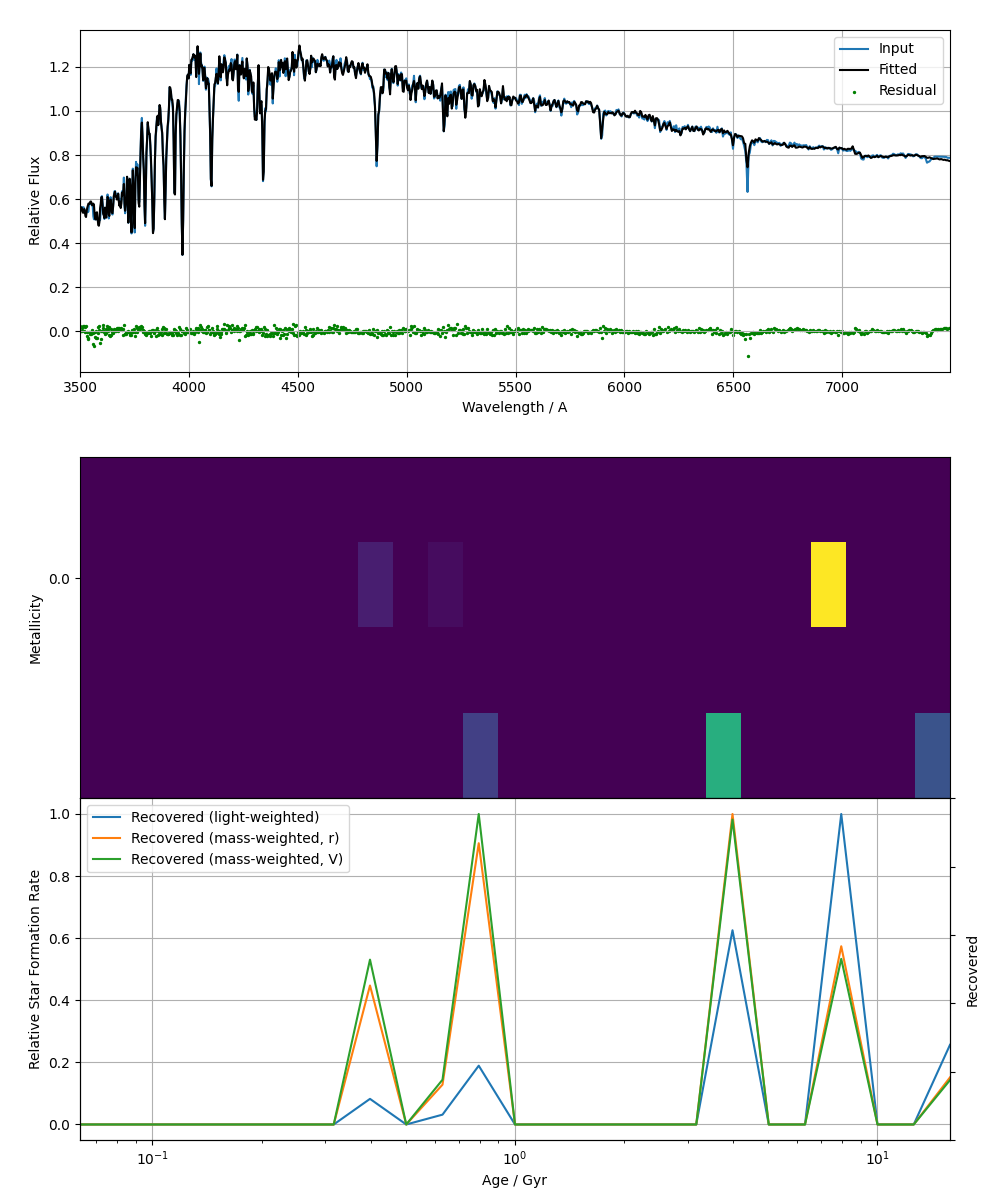 1.2
1.0
0.8
0.6
0.4
0.2
0.0
Relative Flux
Input
Fitted
Residual
3500
4000
4500
5000
5500
6000
6500
7000
Wavelength / A
0.0
Metallicity
1.0
0.8
0.6
0.4
0.2
0.0
Relative Star Formation Rate
Recovered (light-weighted)
Recovered (mass-weighted, r)
Recovered (mass-weighted, V)
Recovered
10⁻¹
10⁰
10¹
Age / Gyr